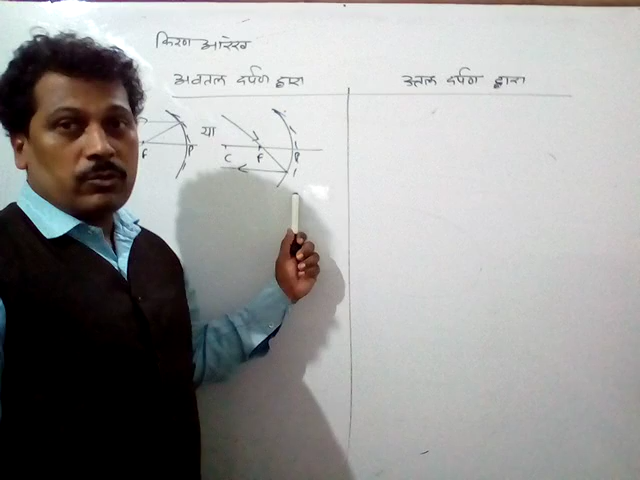 किरण आरेख
अवतल दर्पण द्वारा
उत्तल दर्पण द्वारा
F P या C F P